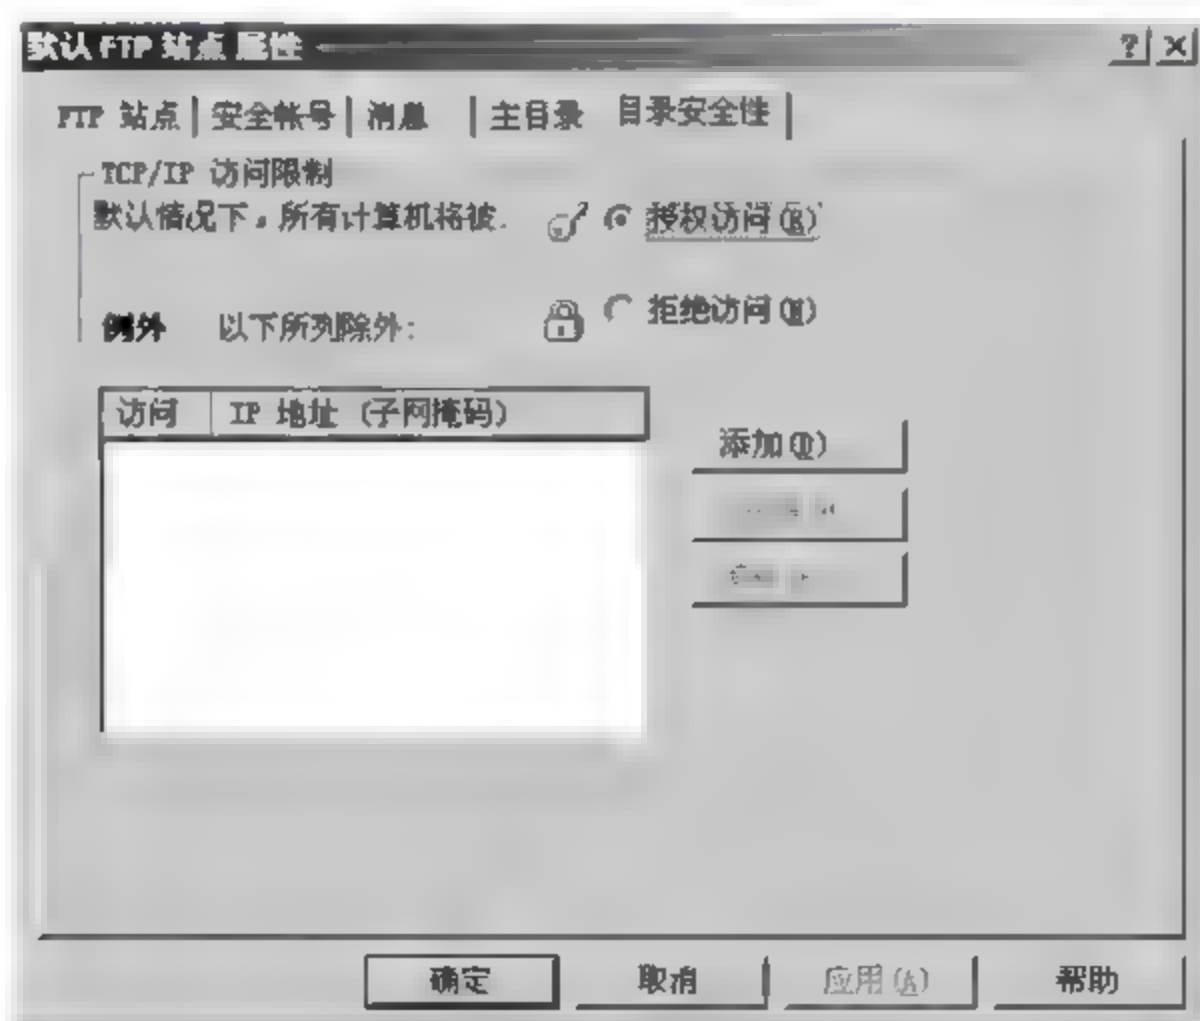 默认 FTP 站点 属性
FTP 站点 安全帐号 消息 主目录 目录安全性
TCP/IP 访问限制
默认情况下,所有计算机将被: 授权访问(R)
拒绝访问(N)
例外 以下所列除外:
访问 IP 地址 (子网掩码)
添加(D)
确定 取消 应用(A) 帮助